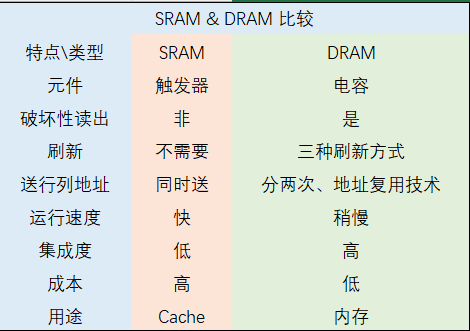 SRAM & DRAM 比较
特点\类型 SRAM DRAM
元件 触发器 电容
破坏性读出 非 是
刷新 不需要 三种刷新方式
送行列地址 同时送 分两次、地址复用技术
运行速度 快 稍慢
集成度 低 高
成本 高 低
用途 Cache 内存